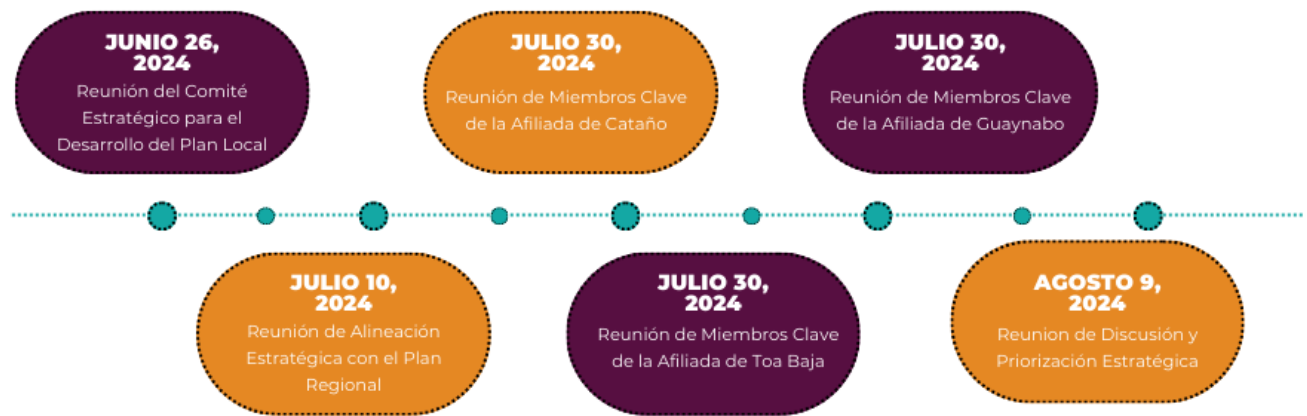 JUNIO 26,
2024
Reunión del Comité
Estratégico para el
Desarrollo del Plan Local
JULIO 30,
2024
Reunión de Miembros Clave
de la Afiliada de Cataño
JULIO 30,
2024
Reunión de Miembros Clave
de la Afiliada de Guaynabo
JULIO 10,
2024
Reunión de Alineación
Estratégica con el Plan
Regional
JULIO 30,
2024
Reunión de Miembros Clave
de la Afiliada de Toa Baja
AGOSTO 9,
2024
Reunion de Discusión y
Priorización Estratégica